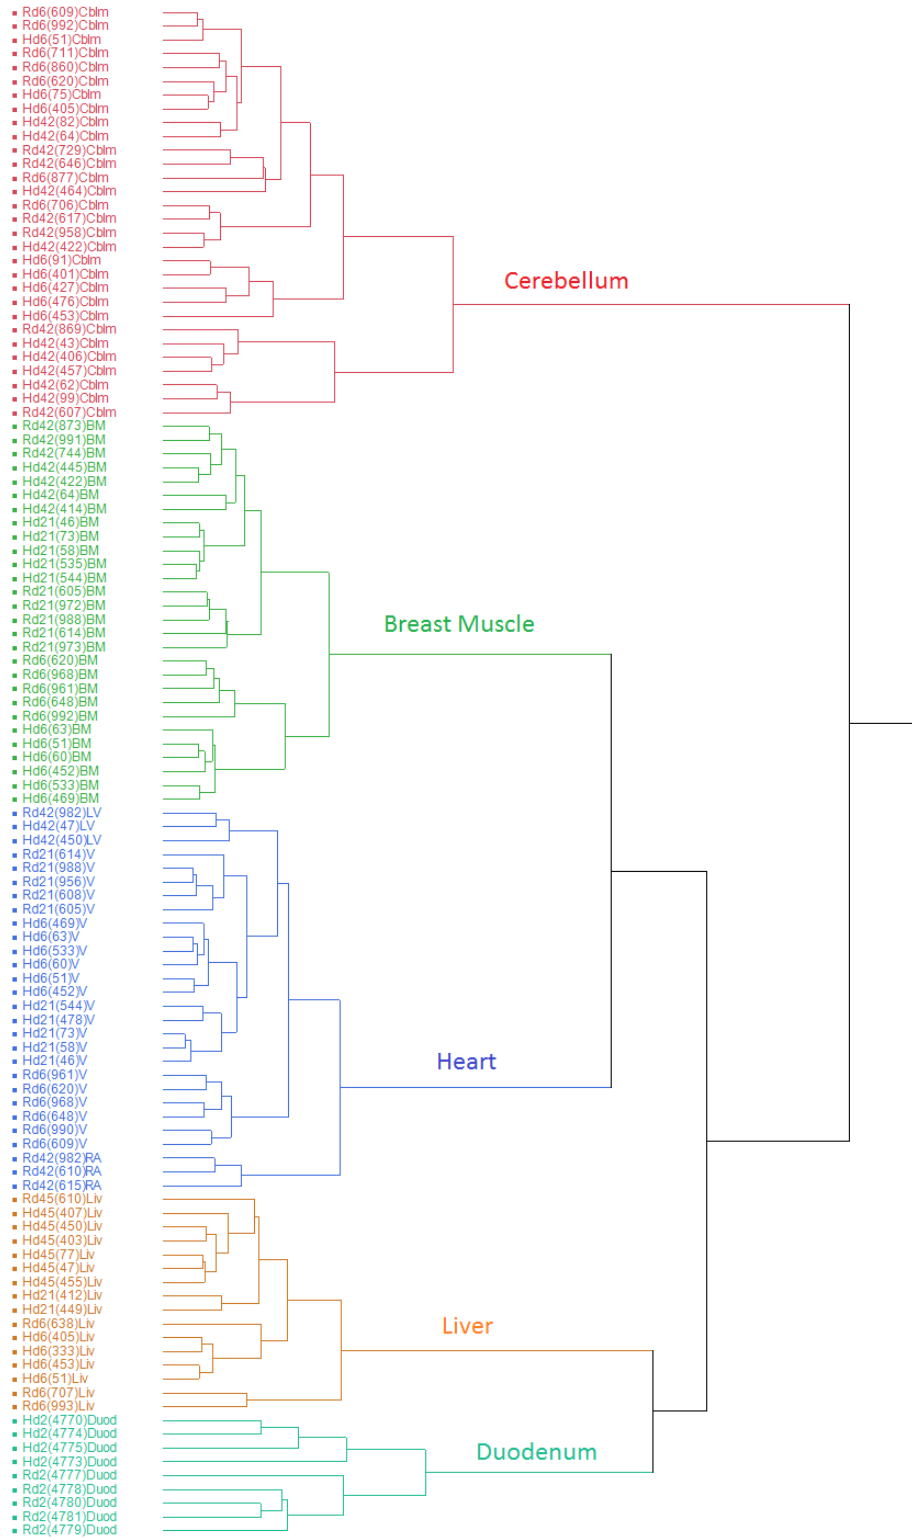 Rd6(609)Cblm
Rd6(992)Cblm
Hd6(51)Cblm
Rd6(711)Cblm
Rd6(860)Cblm
Rd6(620)Cblm
Hd6(75)Cblm
Hd6(405)Cblm
Hd42(82)Cblm
Hd42(64)Cblm
Rd42(729)Cblm
Rd42(646)Cblm
Rd6(877)Cblm
Hd42(464)Cblm
Rd6(706)Cblm
Rd42(617)Cblm
Rd42(958)Cblm
Hd42(422)Cblm
Hd6(91)Cblm
Hd6(401)Cblm
Cerebellum
Hd6(427)Cblm
Hd6(476)Cblm
Hd6(453)Cblm
Rd42(869)Cblm
Hd42(43)Cblm
Hd42(406)Cblm
Hd42(457)Cblm
Hd42(62)Cblm
Hd42(99)Cblm
Rd42(607)Cblm
Rd42(873)BM
Rd42(991)BM
Rd42(744)BM
Hd42(445)BM
Hd42(422)BM
Hd42(64)BM
Hd42(414)BM
Hd21(46)BM
Hd21(73)BM
Hd21(58)BM
Hd21(535)BM
Hd21(544)BM
Rd21(605)BM
Rd21(972)BM
Rd21(988)BM
Breast Muscle
Rd21(614)BM
Rd21(973)BM
Rd6(620)BM
Rd6(968)BM
Rd6(961)BM
Rd6(648)BM
Rd6(992)BM
Hd6(63)BM
Hd6(51)BM
Hd6(60)BM
Hd6(452)BM
Hd6(533)BM
Hd6(469)BM
Rd42(982)LV
Hd42(47)LV
Hd42(450)LV
Rd21(614)V
Rd21(988)V
Rd21(956)V
Rd21(608)V
Rd21(605)V
Hd6(469)V
Hd6(63)V
Hd6(533)V
Hd6(60)V
Hd6(51)V
Hd6(452)V
Hd21(544)V
Hd21(478)V
Hd21(73)V
Hd21(58)V
Hd21(46)V
Heart
Rd6(961)V
Rd6(620)V
Rd6(968)V
Rd6(648)V
Rd6(990)V
Rd6(609)V
Rd42(982)RA
Rd42(610)RA
Rd42(615)RA
Rd45(610)Liv
Hd45(407)Liv
Hd45(450)Liv
Hd45(403)Liv
Hd45(77)Liv
Hd45(47)Liv
Hd45(455)Liv
Hd21(412)Liv
Hd21(449)Liv
Rd6(638)Liv
Liver
Hd6(405)Liv
Hd6(333)Liv
Hd6(453)Liv
Hd6(51)Liv
Rd6(707)Liv
Rd6(993)Liv
Hd2(4770)Duod
Hd2(4774)Duod
Hd2(4775)Duod
Duodenum
Hd2(4773)Duod
Rd2(4777)Duod
Rd2(4778)Duod
Rd2(4780)Duod
Rd2(4781)Duod
Rd2(4779)Duod